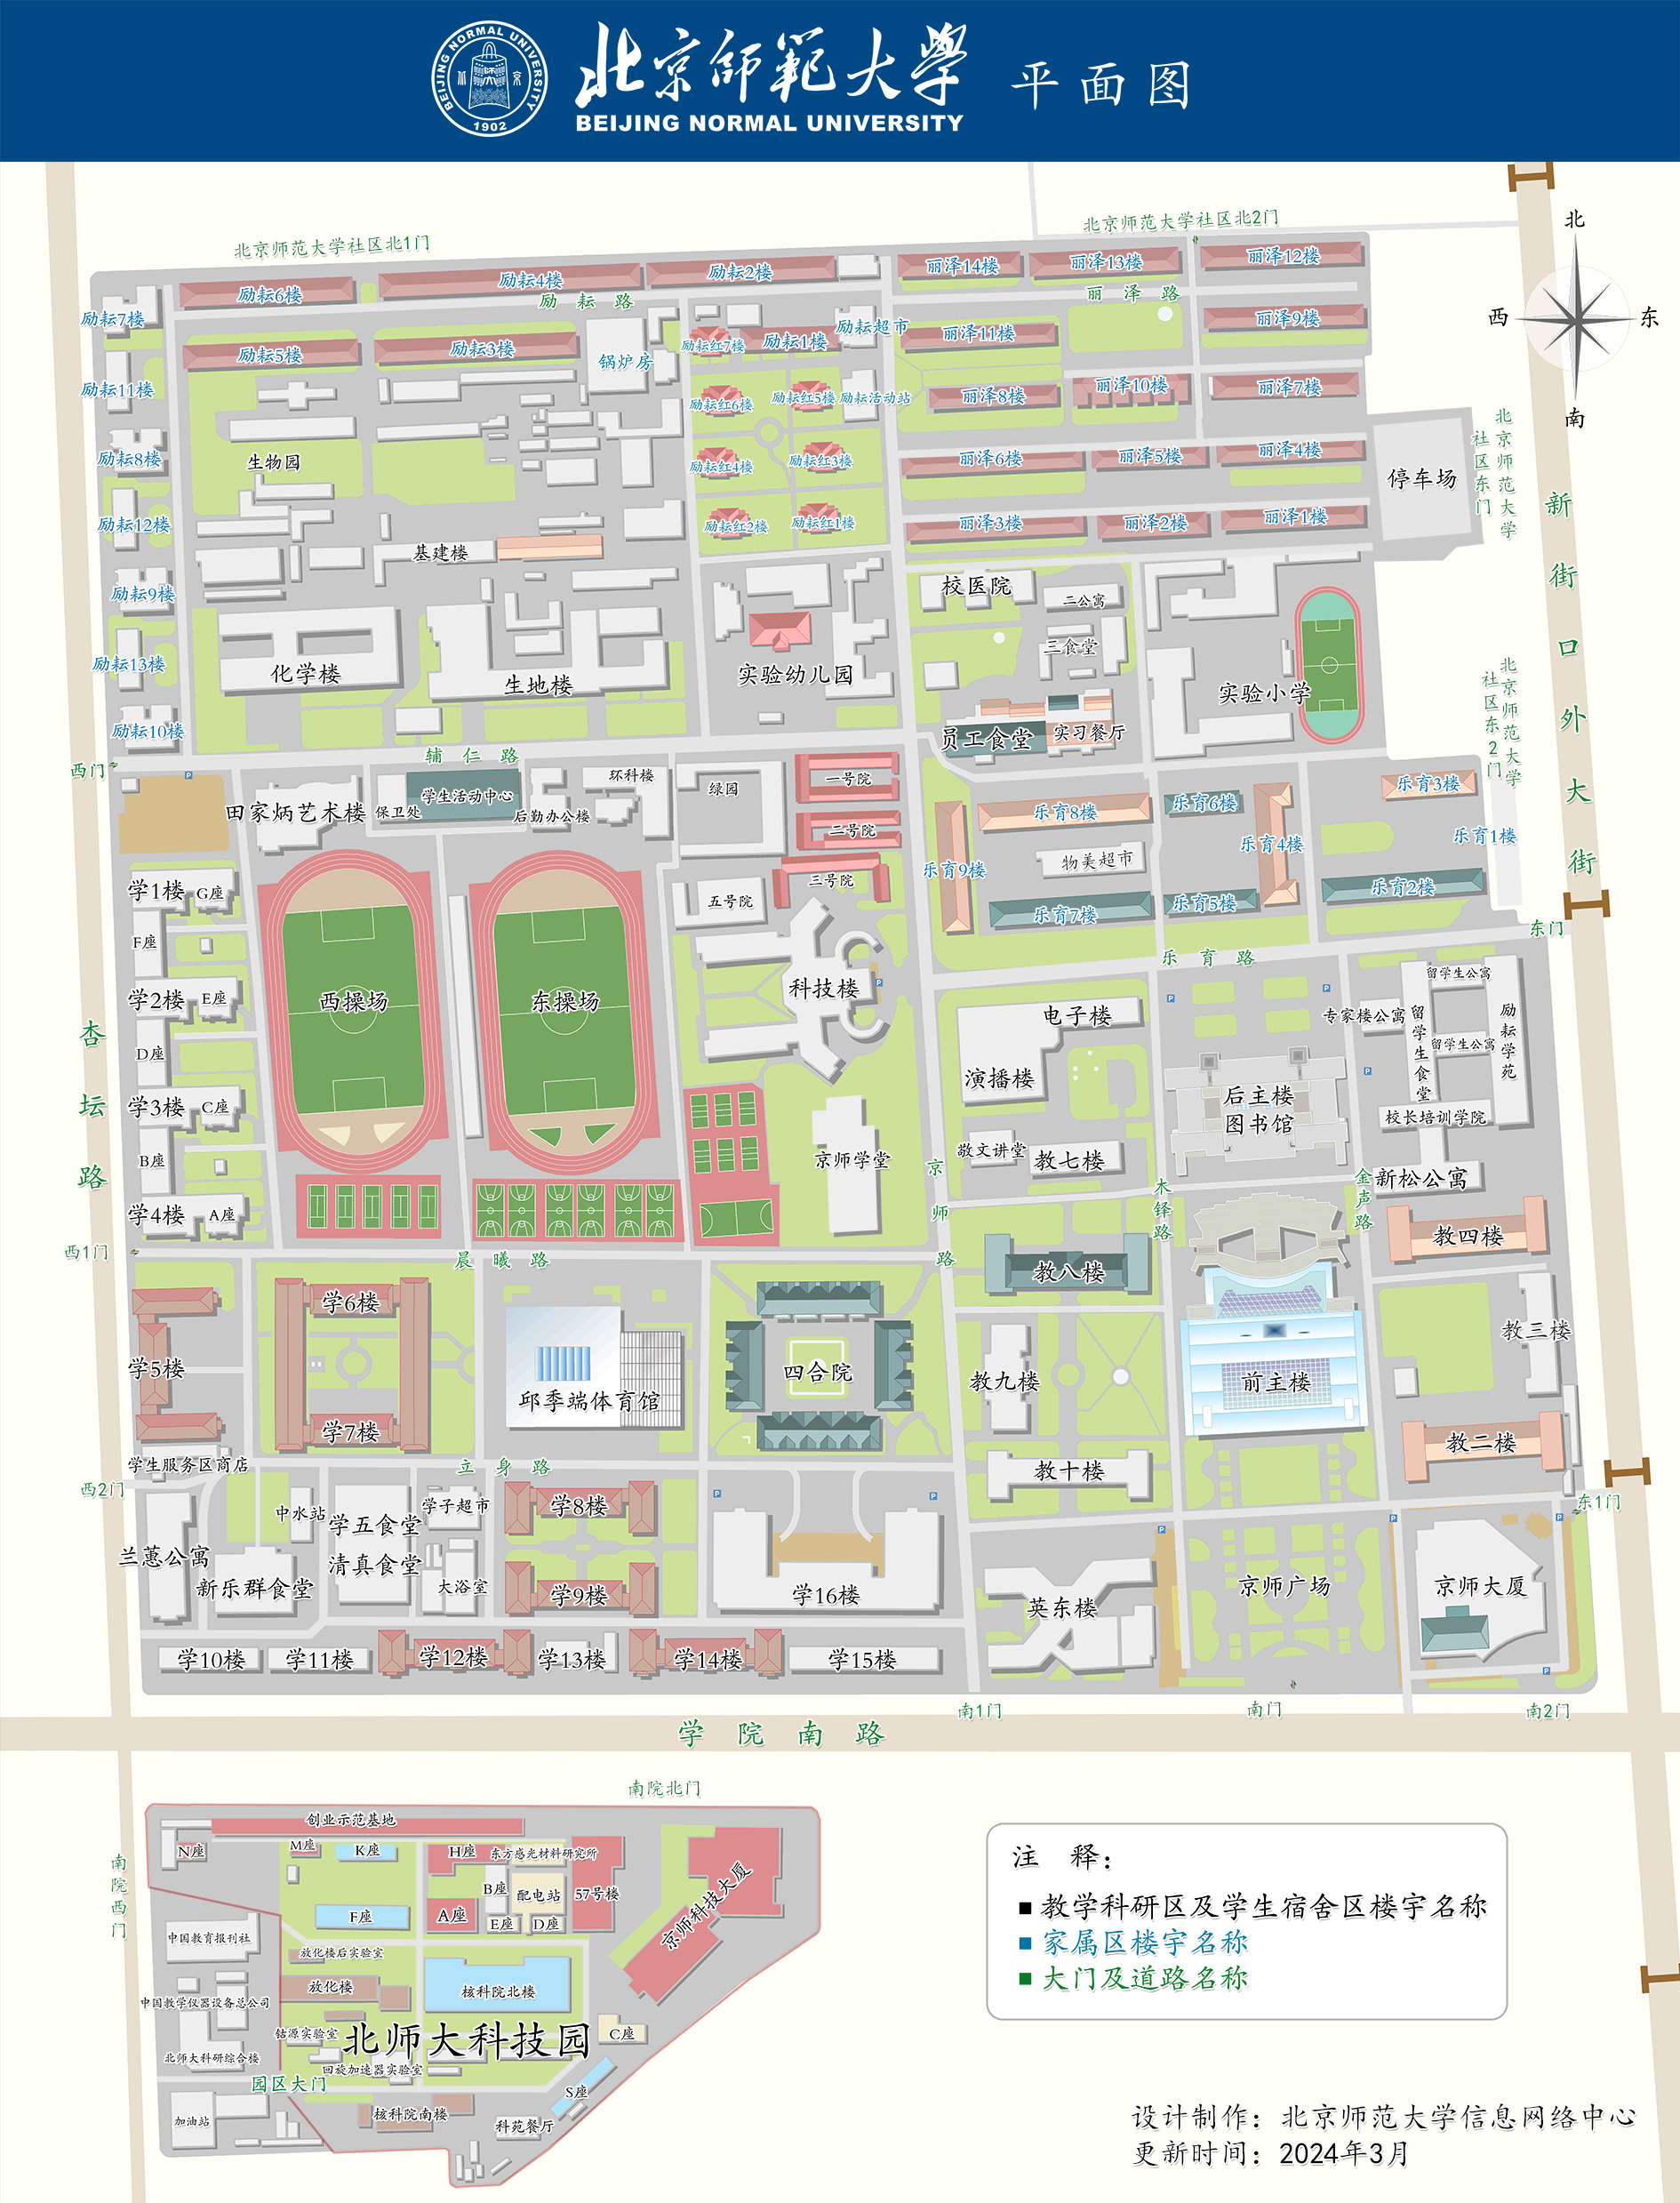 BEIJING NORMAL UNIVERSITY
1902
北京師範大學 平面图
BEIJING NORMAL UNIVERSITY
北京师范大学社区北1门
北京师范大学社区北2门
北
西
东
南
励耘6楼
励耘4楼
励耘2楼
丽泽14楼
丽泽13楼
丽泽12楼
励耘路
丽泽路
励耘7楼
励耘5楼
励耘3楼
锅炉房
励耘红7楼
励耘1楼
励耘超市
丽泽11楼
丽泽9楼
励耘11楼
励耘红6楼
励耘红5楼
励耘活动站
丽泽8楼
丽泽10楼
丽泽7楼
励耘8楼
生物园
励耘红4楼
励耘红3楼
丽泽6楼
丽泽5楼
丽泽4楼
停车场
北京师范大学
社区东门
励耘12楼
基建楼
励耘红2楼
励耘红1楼
丽泽3楼
丽泽2楼
丽泽1楼
新街口外大街
励耘9楼
校医院
二公寓
励耘13楼
化学楼
生地楼
实验幼儿园
三食堂
实验小学
北京师范大学
社区东2门
励耘10楼
员工食堂
实习餐厅
西门
辅仁路
田家炳艺术楼
保卫处
学生活动中心
后勤办公楼
环科楼
绿园
一号院
二号院
三号院
五号院
乐育9楼
乐育8楼
物美超市
乐育7楼
乐育6楼
乐育5楼
乐育4楼
乐育3楼
乐育1楼
乐育2楼
东门
乐育路
学1楼
G座
F座
学2楼
E座
D座
学3楼
C座
B座
学4楼
A座
杏坛路
西操场
东操场
科技楼
电子楼
演播楼
敬文讲堂
教七楼
京师学堂
后主楼
图书馆
专家楼公寓
留学生公寓
留学生食堂
留学生公寓
励耘学苑
校长培训学院
新松公寓
京师路
木铎路
金声路
西1门
晨曦路
教八楼
教四楼
学5楼
学6楼
学7楼
邱季端体育馆
四合院
教九楼
前主楼
教三楼
教二楼
学生服务区商店
立身路
西2门
教十楼
东1门
兰蕙公寓
中水站
新乐群食堂
学五食堂
清真食堂
学子超市
大浴室
学8楼
学9楼
学16楼
英东楼
京师广场
京师大厦
学10楼
学11楼
学12楼
学13楼
学14楼
学15楼
南1门
南门
南2门
学院南路
南院北门
南院西门
创业示范基地
N座
M座
K座
H座
东方感光材料研究所
B座
配电站
57号楼
F座
A座
E座
D座
京师科技大厦
中国教育报刊社
放化楼后实验室
放化楼
核科院北楼
中国教学仪器设备总公司
钴源实验室
北师大科技园
C座
北师大科研综合楼
回旋加速器实验室
园区大门
S座
加油站
核科院南楼
科苑餐厅
注 释：
教学科研区及学生宿舍区楼宇名称
家属区楼宇名称
大门及道路名称
设计制作：北京师范大学信息网络中心
更新时间：2024年3月